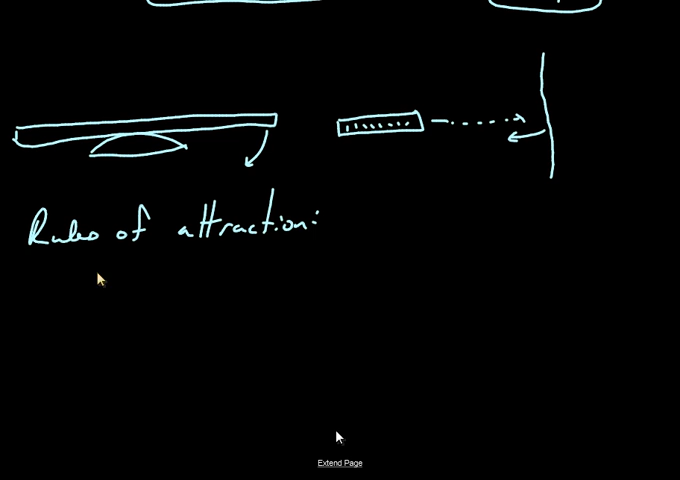 Rules of attraction:
Extend Page